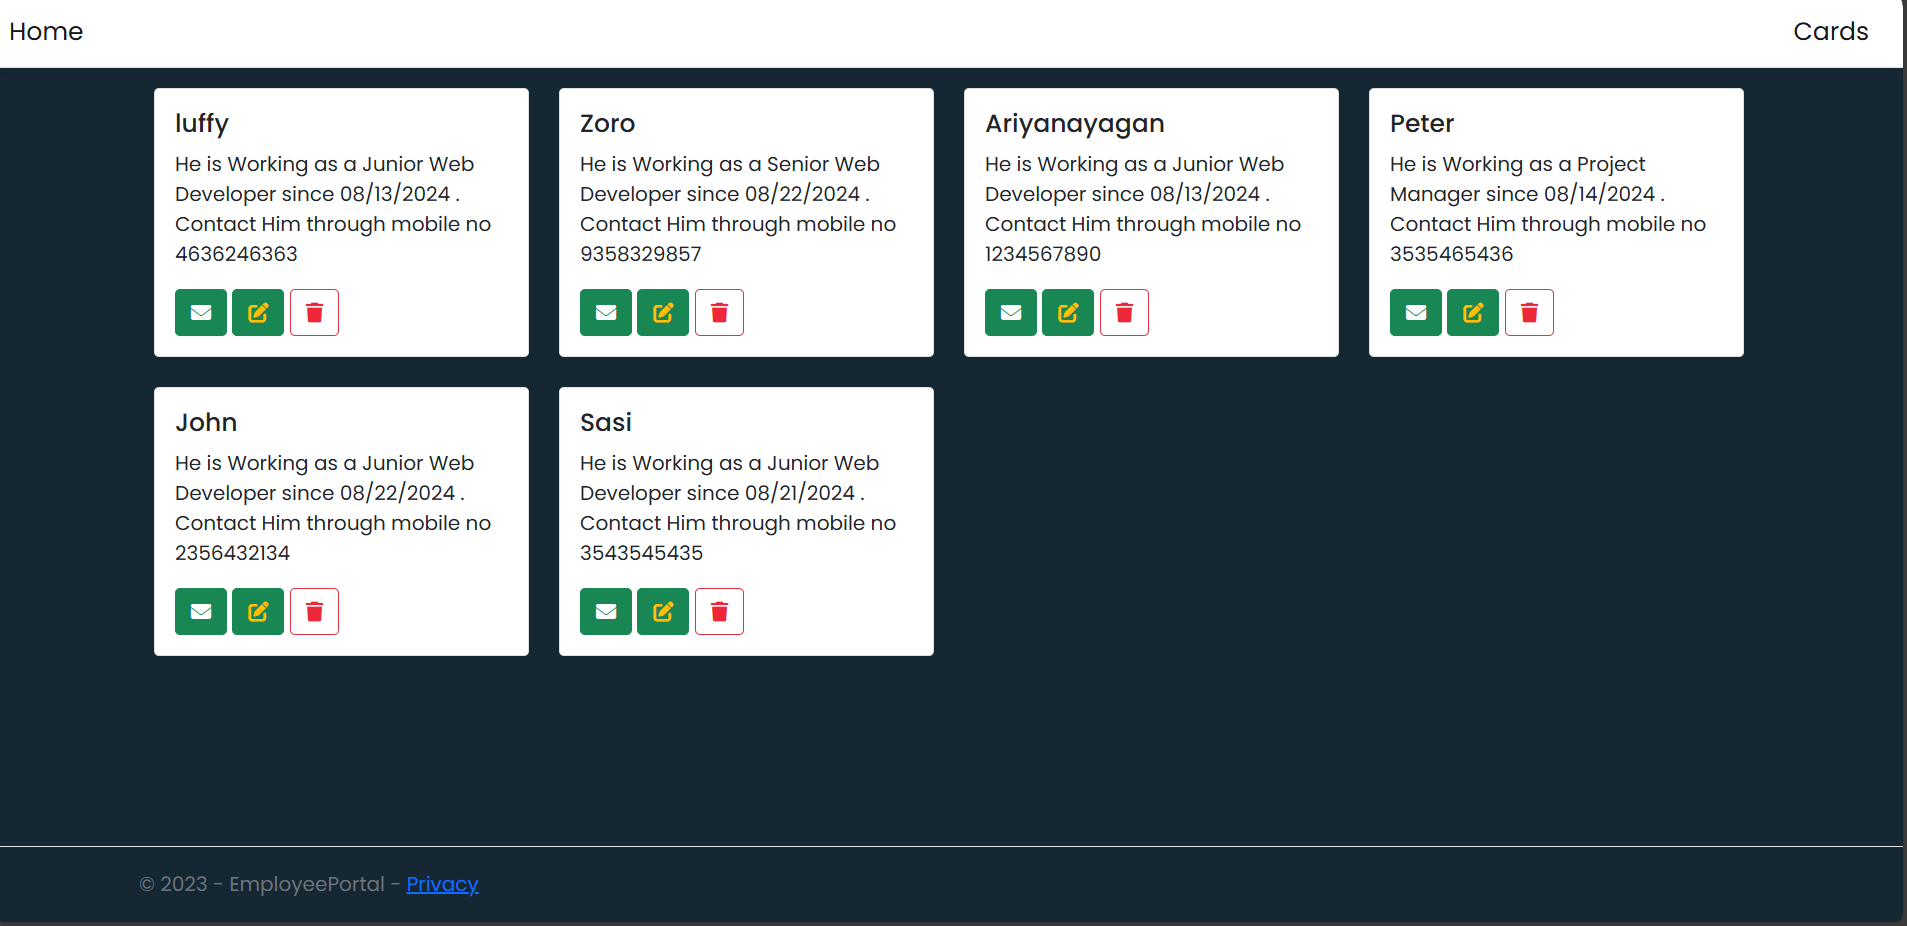 Home
Cards
luffy
He is Working as a Junior Web
Developer since 08/13/2024 .
Contact Him through mobile no
4636246363
Zoro
He is Working as a Senior Web
Developer since 08/22/2024 .
Contact Him through mobile no
9358329857
Ariyanayagan
He is Working as a Junior Web
Developer since 08/13/2024 .
Contact Him through mobile no
1234567890
Peter
He is Working as a Project
Manager since 08/14/2024 .
Contact Him through mobile no
3535465436
John
He is Working as a Junior Web
Developer since 08/22/2024 .
Contact Him through mobile no
2356432134
Sasi
He is Working as a Junior Web
Developer since 08/21/2024 .
Contact Him through mobile no
3543545435
© 2023 - EmployeePortal - Privacy